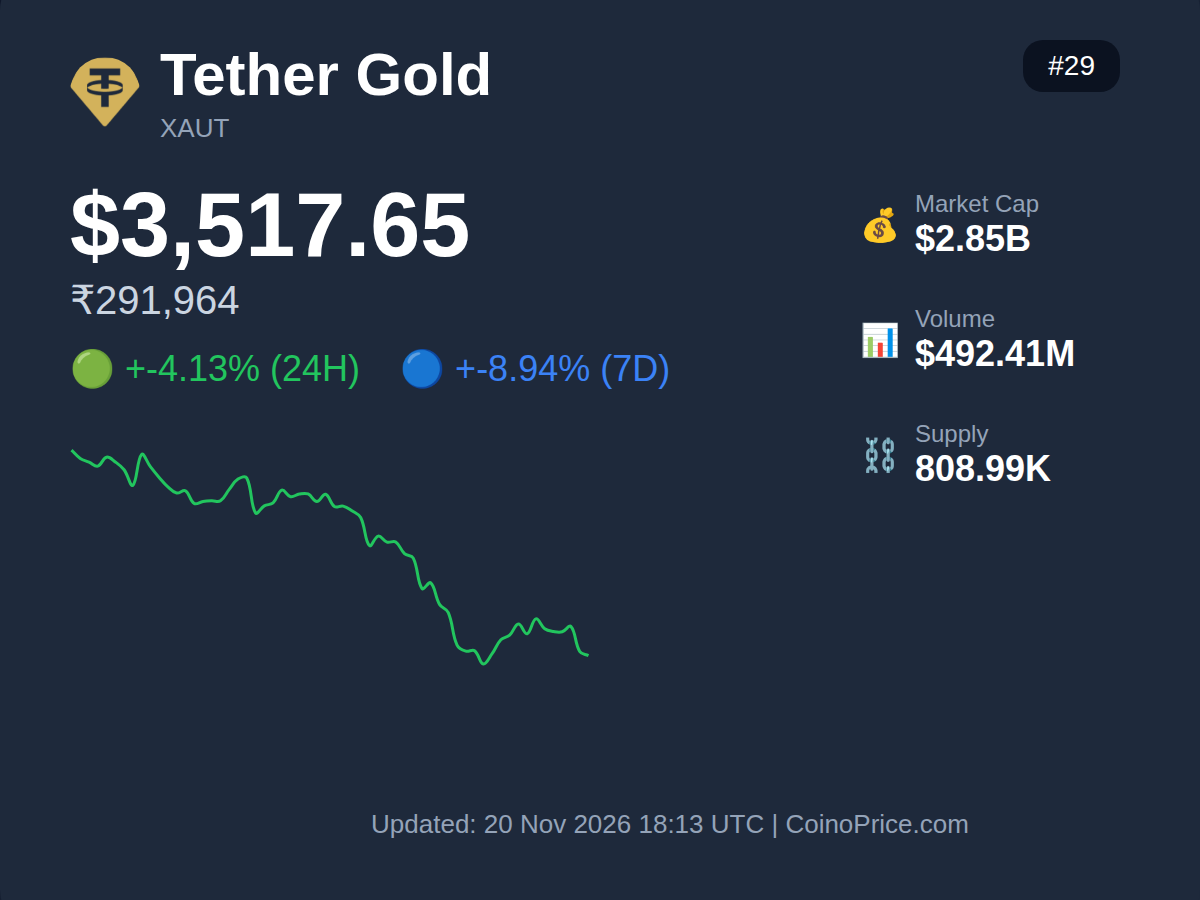 Tether Gold
XAUT
#29
$3,517.65
₹291,964
+-4.13% (24H)
+-8.94% (7D)
Market Cap
$2.85B
Volume
$492.41M
Supply
808.99K
Updated: 20 Nov 2026 18:13 UTC | CoinoPrice.com